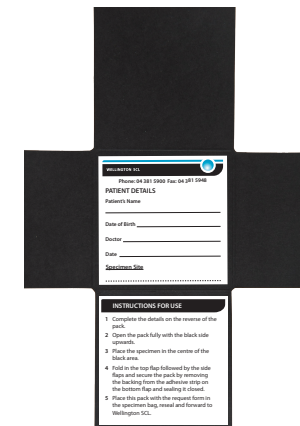 WELLINGTON SCL
Phone: 04 381 5900 Fax: 04 381 5948
PATIENT DETAILS
Patient's Name
Date of Birth
Doctor
Date
Specimen Site
INSTRUCTIONS FOR USE
1 Complete the details on the reverse of the
pack.
2 Open the pack fully with the black side
upwards.
3 Place the specimen in the centre of the
black area.
4 Fold in the top flap followed by the side
flaps and secure the pack by removing
the backing from the adhesive strip on
the bottom flap and sealing it closed.
5 Place this pack with the request form in
the specimen bag, reseal and forward to
Wellington SCL.